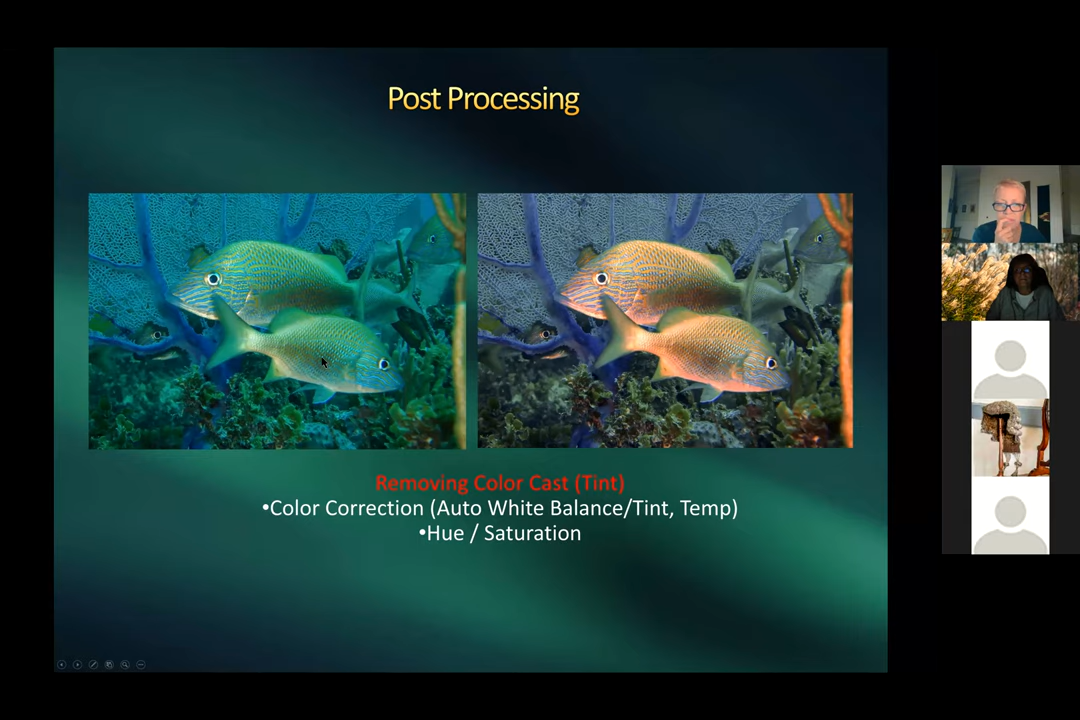 Post Processing
Removing Color Cast (Tint)
•Color Correction (Auto White Balance/Tint, Temp)
•Hue / Saturation